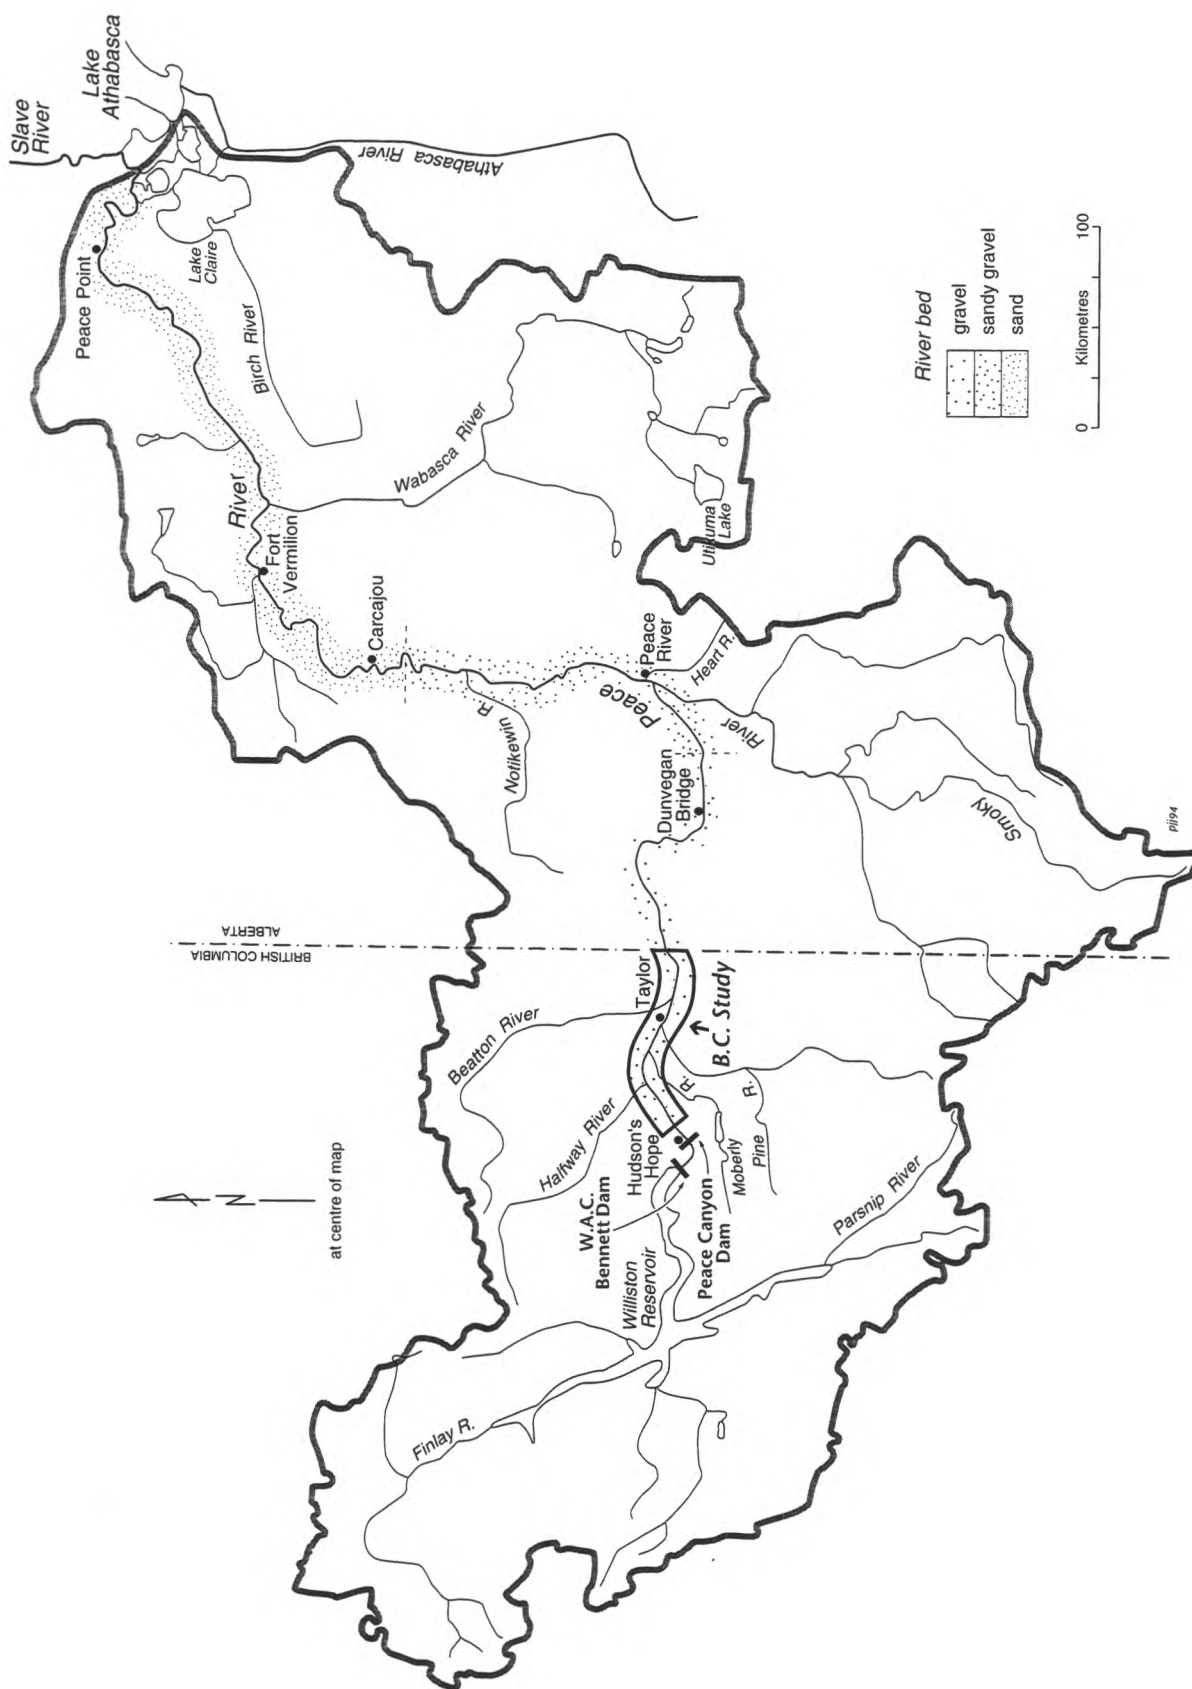 Slave
River
Lake
Athabasca
Peace Point
Lake
Claire
Athabasca River
Birch River
River
Fort
Vermilion
Wabasca River
Carcajou
Utikuma
Lake
Notikewin
R.
Peace
Peace
River
Heart R.
River
Smoky
Dunvegan
Bridge
ALBERTA
BRITISH COLUMBIA
Taylor
B.C. Study
Beatton River
Halfway River
Hudson's
Hope
R.
Moberly
R.
Pine
W.A.C.
Bennett Dam
Peace Canyon
Dam
Williston
Reservoir
Parsnip River
Finlay R.
N
at centre of map
River bed
gravel
sandy gravel
sand
0 Kilometres 100
pjj94